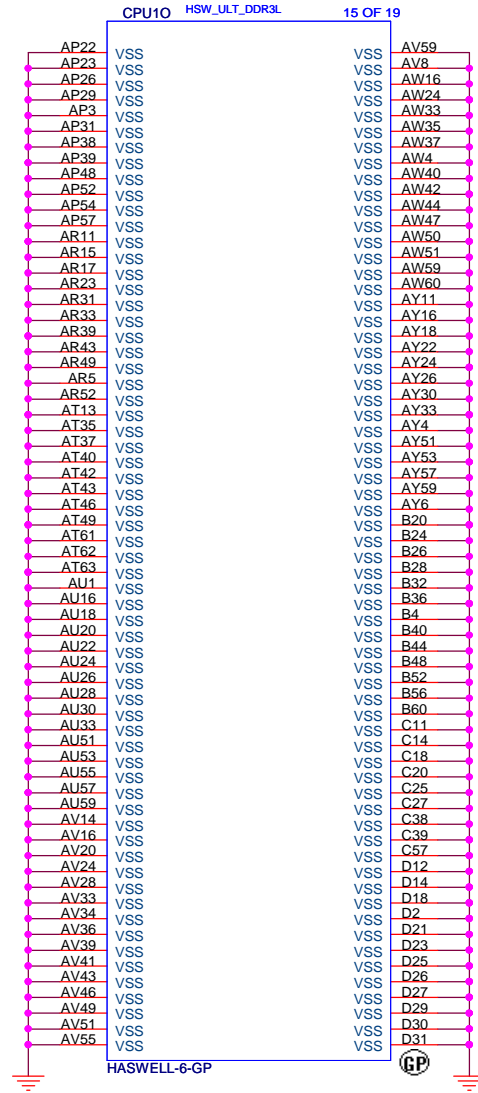 CPU1O HSW_ULT_DDR3L 15 OF 19
AP22 VSS VSS AV59
AP23 VSS VSS AV8
AP26 VSS VSS AW16
AP29 VSS VSS AW24
AP3 VSS VSS AW33
AP31 VSS VSS AW35
AP38 VSS VSS AW37
AP39 VSS VSS AW4
AP48 VSS VSS AW40
AP52 VSS VSS AW42
AP54 VSS VSS AW44
AP57 VSS VSS AW47
AR11 VSS VSS AW50
AR15 VSS VSS AW51
AR17 VSS VSS AW59
AR23 VSS VSS AW60
AR31 VSS VSS AY11
AR33 VSS VSS AY16
AR39 VSS VSS AY18
AR43 VSS VSS AY22
AR49 VSS VSS AY24
AR5 VSS VSS AY26
AR52 VSS VSS AY30
AT13 VSS VSS AY33
AT35 VSS VSS AY4
AT37 VSS VSS AY51
AT40 VSS VSS AY53
AT42 VSS VSS AY57
AT43 VSS VSS AY59
AT46 VSS VSS AY6
AT49 VSS VSS B20
AT61 VSS VSS B24
AT62 VSS VSS B26
AT63 VSS VSS B28
AU1 VSS VSS B32
AU16 VSS VSS B36
AU18 VSS VSS B4
AU20 VSS VSS B40
AU22 VSS VSS B44
AU24 VSS VSS B48
AU26 VSS VSS B52
AU28 VSS VSS B56
AU30 VSS VSS B60
AU33 VSS VSS C11
AU51 VSS VSS C14
AU53 VSS VSS C18
AU55 VSS VSS C20
AU57 VSS VSS C25
AU59 VSS VSS C27
AV14 VSS VSS C38
AV16 VSS VSS C39
AV20 VSS VSS C57
AV24 VSS VSS D12
AV28 VSS VSS D14
AV33 VSS VSS D18
AV34 VSS VSS D2
AV36 VSS VSS D21
AV39 VSS VSS D23
AV41 VSS VSS D25
AV43 VSS VSS D26
AV46 VSS VSS D27
AV49 VSS VSS D29
AV51 VSS VSS D30
AV55 VSS VSS D31
HASWELL-6-GP GP